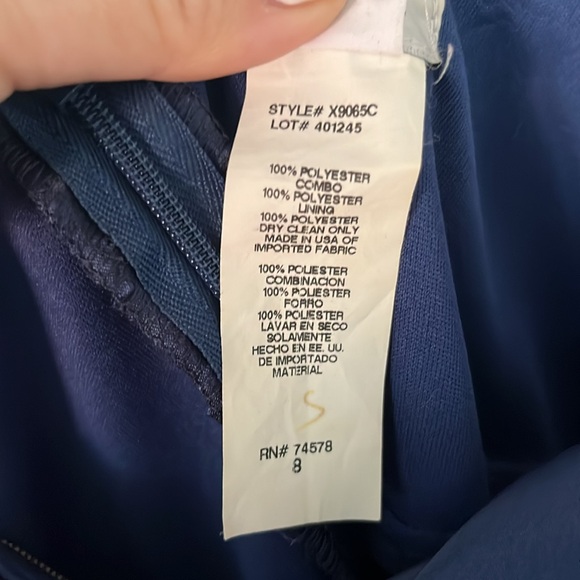 STYLE# X9065C
LOT# 401245
100% POLYESTER
COMBO
100% POLYESTER
LINING
100% POLYESTER
DRY CLEAN ONLY
MADE IN USA OF
IMPORTED FABRIC
100% POLIESTER
COMBINACION
100% POLIESTER
FORRO
100% POLIESTER
LAVAR EN SECO
SOLAMENTE
HECHO EN EE. UU.
DE IMPORTADO
MATERIAL
S
RN# 74578
8